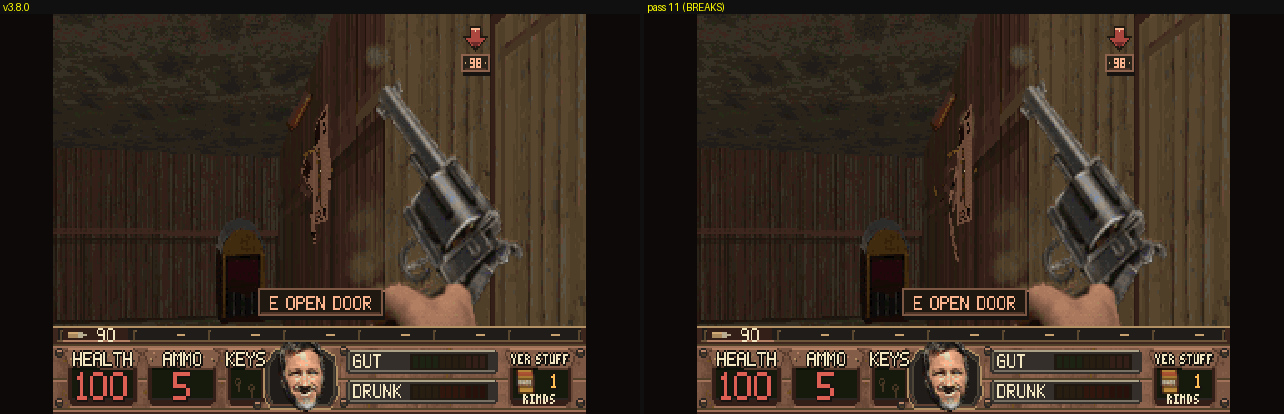 v3.8.0
98
E OPEN DOOR
90
HEALTH
100
AMMO
5
KEYS
GUT
DRUNK
YER STUFF
1
RINDS
pass 11 (BREAKS)
98
E OPEN DOOR
90
HEALTH
100
AMMO
5
KEYS
GUT
DRUNK
YER STUFF
1
RINDS